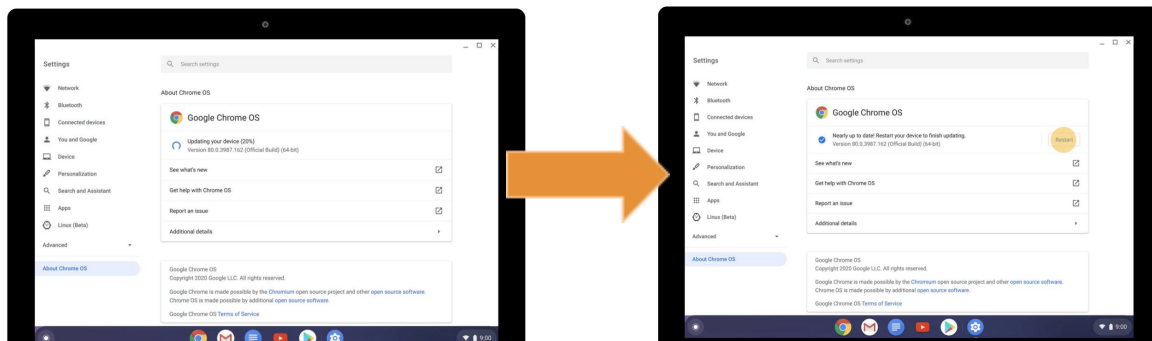 Settings
Search settings
Network
Bluetooth
Connected devices
You and Google
Device
Personalization
Search and Assistant
Apps
Linux (Beta)
Advanced
About Chrome OS
About Chrome OS
Google Chrome OS
Updating your device (20%)
Version 80.0.3987.162 (Official Build) (64-bit)
See what's new
Get help with Chrome OS
Report an issue
Additional details
Google Chrome OS
Copyright 2020 Google LLC. All rights reserved.
Google Chrome is made possible by the Chromium open source project and other open source software.
Chrome OS is made possible by additional open source software.
Google Chrome OS Terms of Service
9:00
Settings
Search settings
Network
Bluetooth
Connected devices
You and Google
Device
Personalization
Search and Assistant
Apps
Linux (Beta)
Advanced
About Chrome OS
About Chrome OS
Google Chrome OS
Nearly up to date! Restart your device to finish updating.
Version 80.0.3987.162 (Official Build) (64-bit)
Restart
See what's new
Get help with Chrome OS
Report an issue
Additional details
Google Chrome OS
Copyright 2020 Google LLC. All rights reserved.
Google Chrome is made possible by the Chromium open source project and other open source software.
Chrome OS is made possible by additional open source software.
Google Chrome OS Terms of Service
9:00